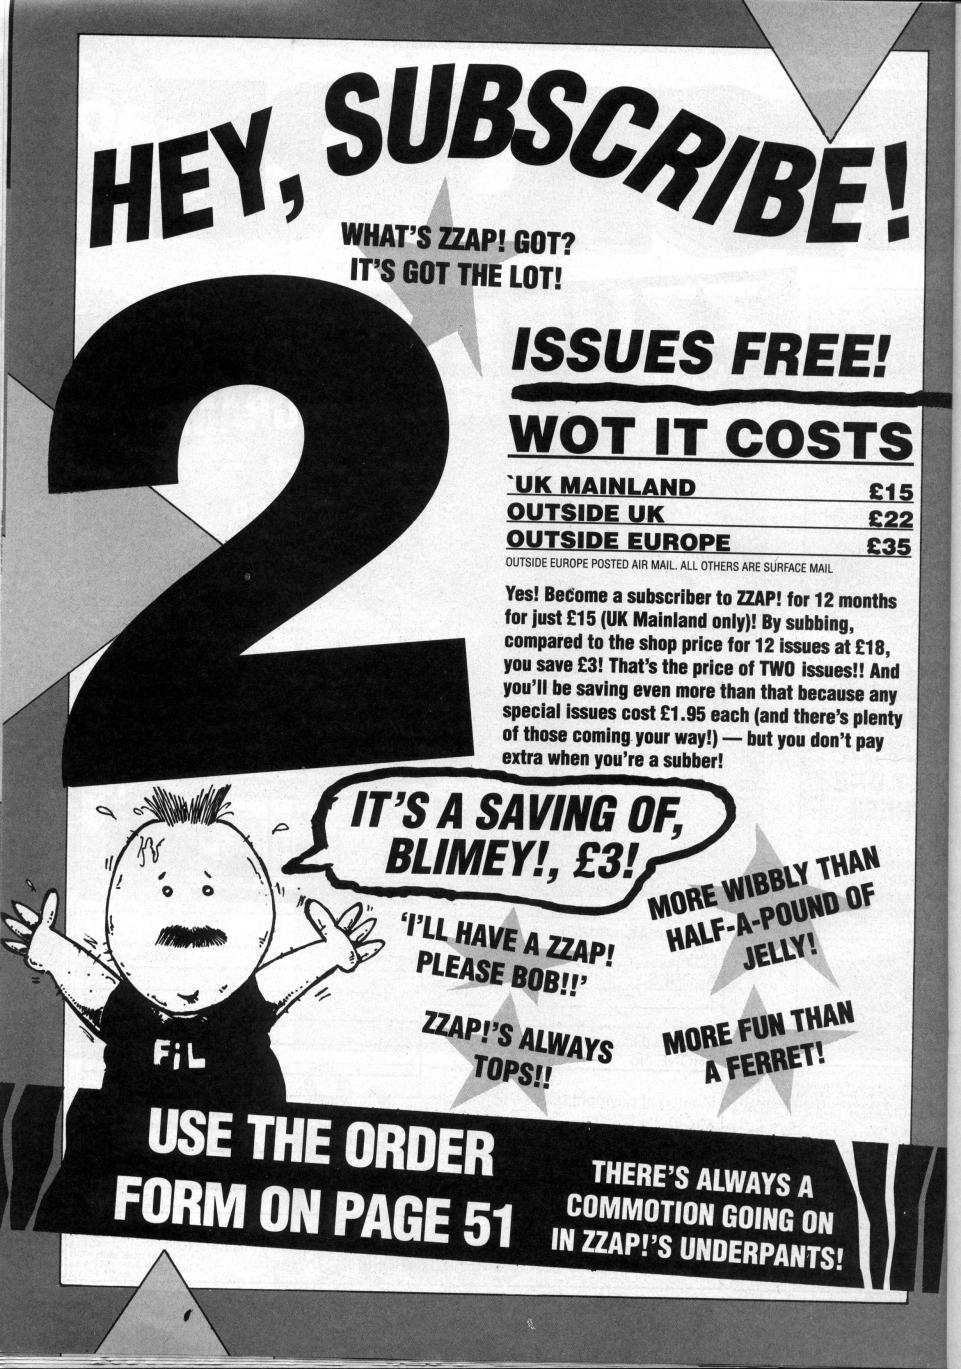 HEY, SUBSCRIBE!
WHAT'S ZZAP! GOT?
IT'S GOT THE LOT!
2
ISSUES FREE!
WOT IT COSTS
`UK MAINLAND £15
OUTSIDE UK £22
OUTSIDE EUROPE £35
OUTSIDE EUROPE POSTED AIR MAIL. ALL OTHERS ARE SURFACE MAIL
Yes! Become a subscriber to ZZAP! for 12 months
for just £15 (UK Mainland only)! By subbing,
compared to the shop price for 12 issues at £18,
you save £3! That's the price of TWO issues!! And
you'll be saving even more than that because any
special issues cost £1.95 each (and there's plenty
of those coming your way!) — but you don't pay
extra when you're a subber!
IT'S A SAVING OF,
BLIMEY!, £3!
'I'LL HAVE A ZZAP!
PLEASE BOB!!'
MORE WIBBLY THAN
HALF-A-POUND OF
JELLY!
ZZAP!'S ALWAYS
TOPS!!
MORE FUN THAN
A FERRET!
FiL
USE THE ORDER
FORM ON PAGE 51
THERE'S ALWAYS A
COMMOTION GOING ON
IN ZZAP!'S UNDERPANTS!